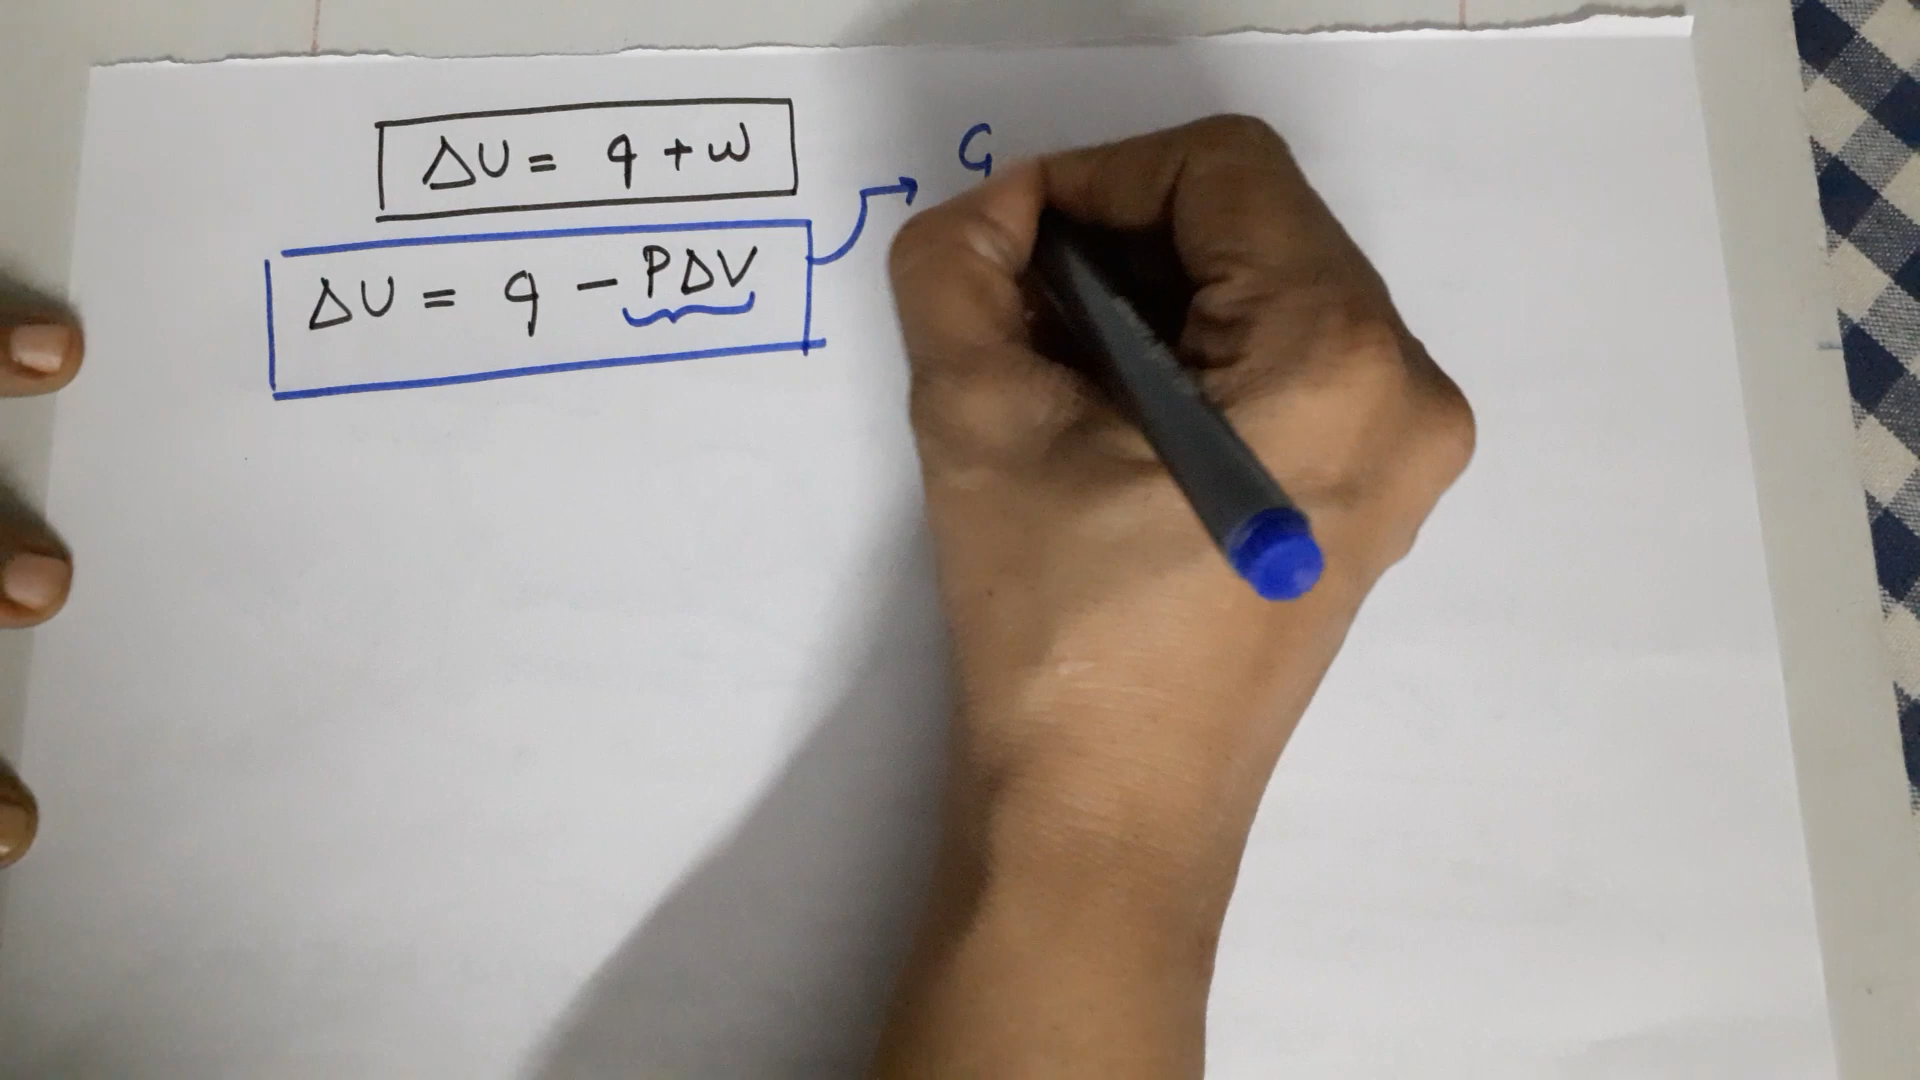 ΔU = q + w
G
ΔU = q - PΔV